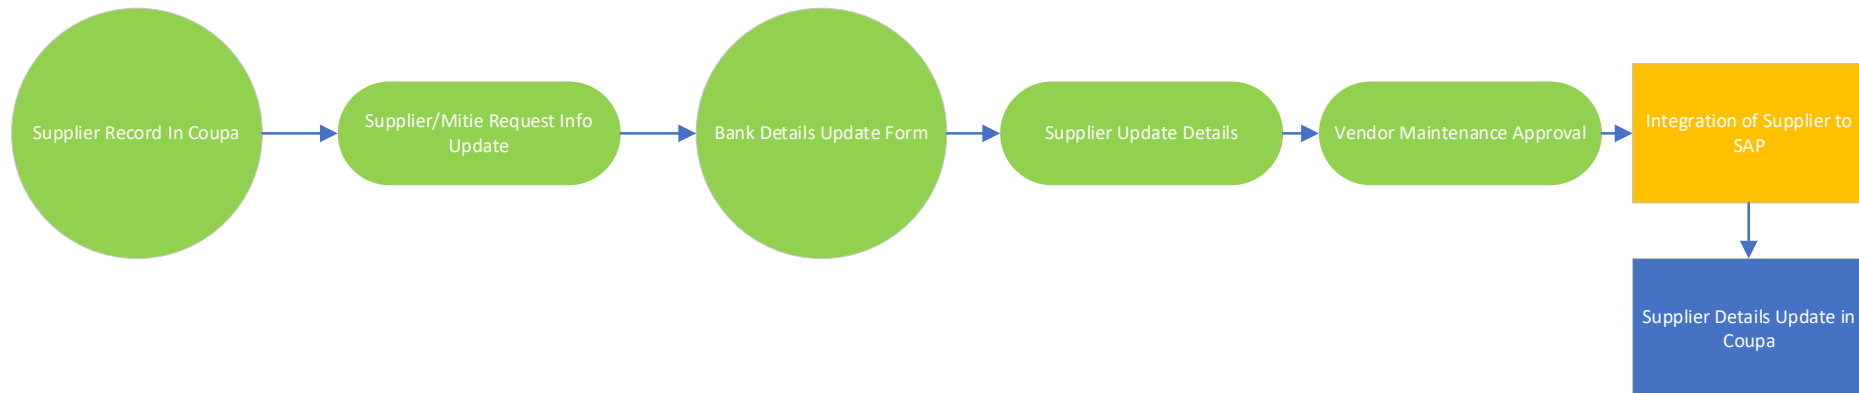 Supplier Record In Coupa
Supplier/Mitie Request Info
Update
Bank Details Update Form
Supplier Update Details
Vendor Maintenance Approval
Integration of Supplier to
SAP
Supplier Details Update in
Coupa